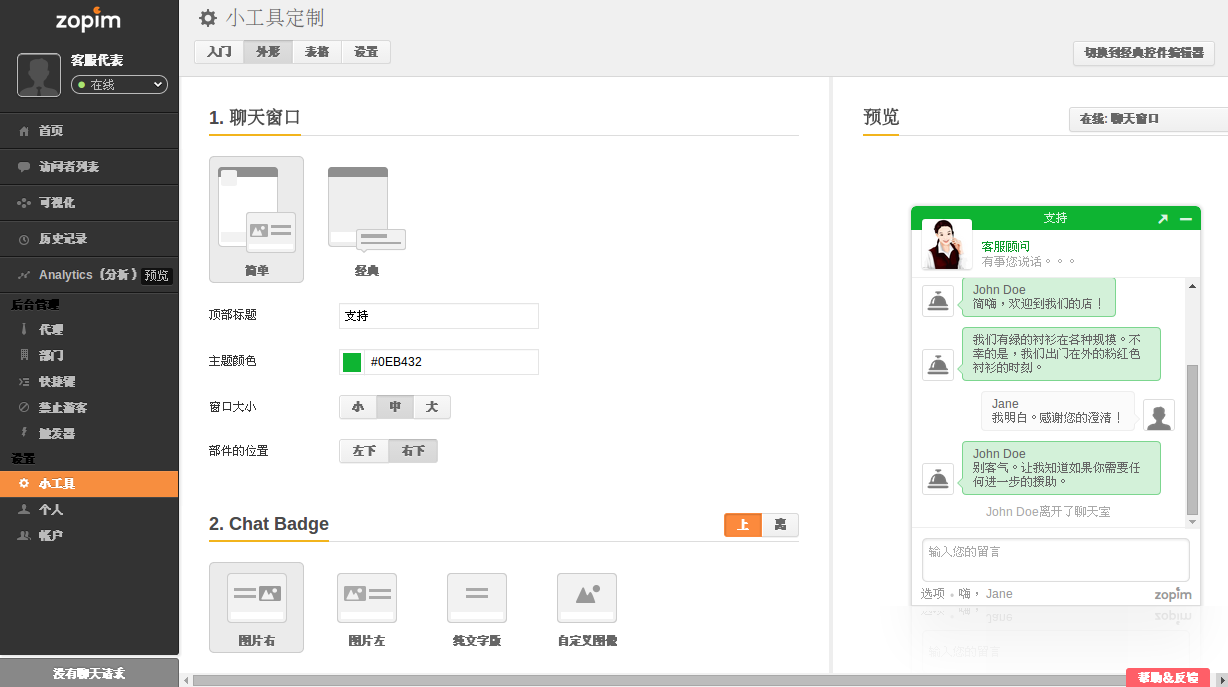 zopim
客服代表
在线
首页
访问者列表
可视化
历史记录
Analytics（分析）预览
后台管理
代理
部门
快捷键
禁止游客
触发器
设置
小工具
个人
帐户
没有聊天请求
小工具定制
入门 外形 表格 设置
切换到经典控件编辑器
1. 聊天窗口
简单 经典
顶部标题 支持
主题颜色 #0EB432
窗口大小 小 中 大
部件的位置 左下 右下
2. Chat Badge
上 离
图片右 图片左 纯文字版 自定义图像
预览
在线: 聊天窗口
支持
客服顾问
有事您说话。。。
John Doe
简嗨，欢迎到我们的店！
我们有绿的衬衫在各种规模。不
幸的是，我们出门在外的粉红色
衬衫的时刻。
Jane
我明白。感谢您的澄清！
John Doe
别客气。让我知道如果你需要任
何进一步的援助。
John Doe离开了聊天室
输入您的留言
选项 。嗨， Jane
zopim
帮助&反馈